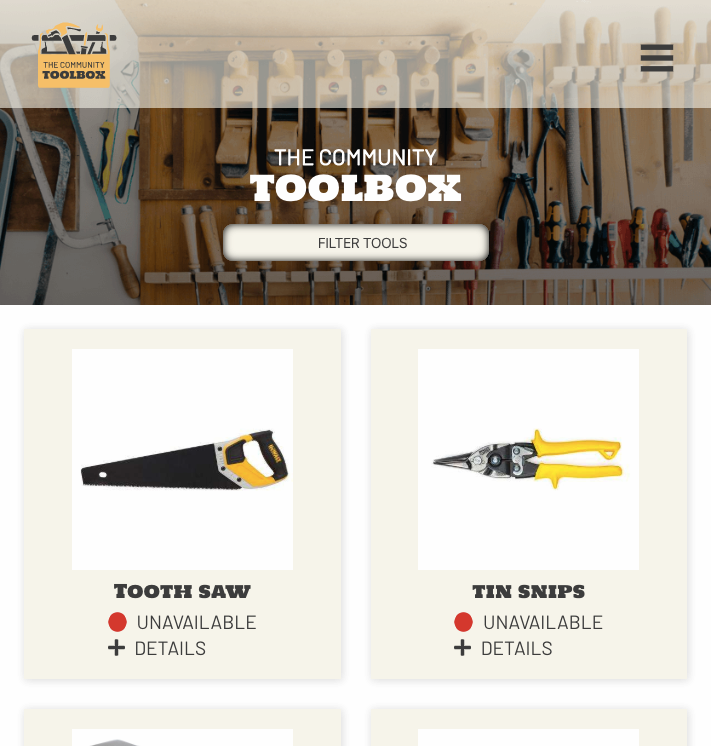 THE COMMUNITY
TOOLBOX
THE COMMUNITY
TOOLBOX
FILTER TOOLS
TOOTH SAW
UNAVAILABLE
DETAILS
TIN SNIPS
UNAVAILABLE
DETAILS